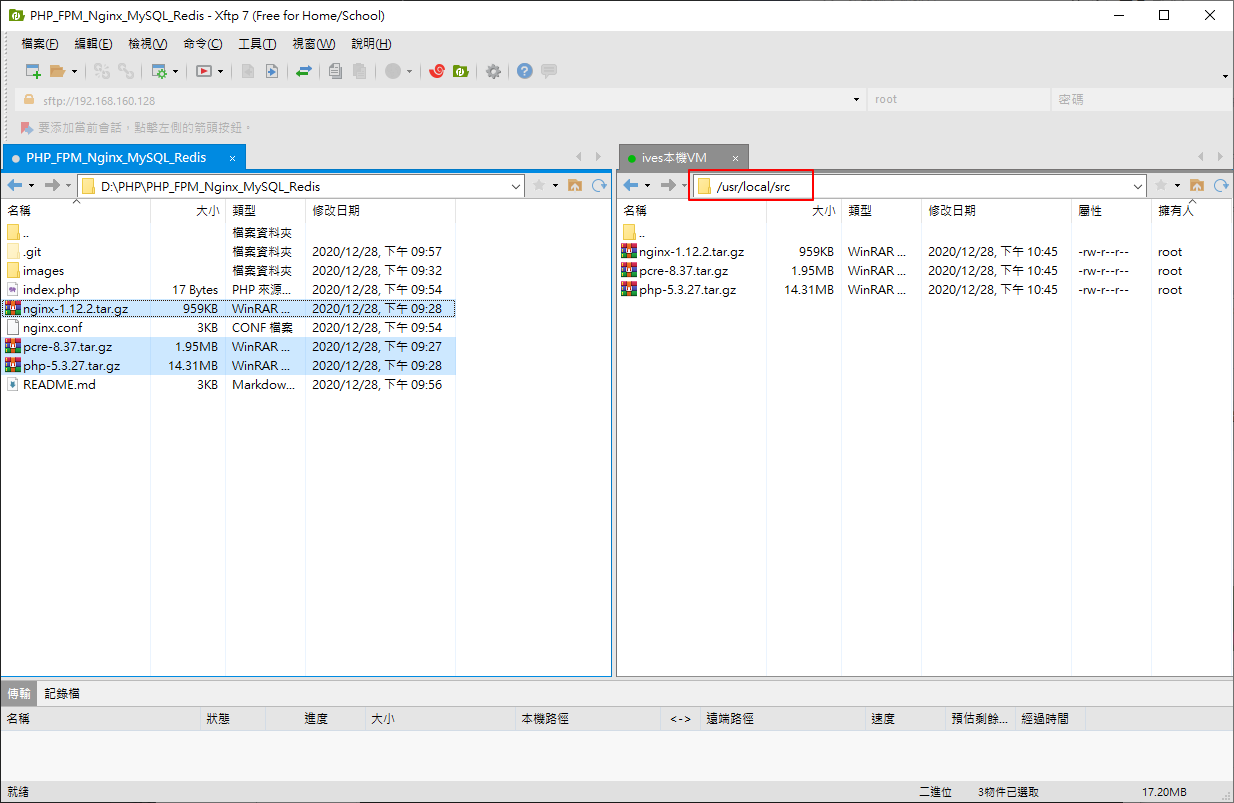 PHP_FPM_Nginx_MySQL_Redis - Xftp 7 (Free for Home/School)
檔案(F) 編輯(E) 檢視(V) 命令(C) 工具(T) 視窗(W) 說明(H)
sftp://192.168.160.128 root 密碼
要添加當前會話，點擊左側的箭頭按鈕。
PHP_FPM_Nginx_MySQL_Redis × ives本機VM ×
D:\PHP\PHP_FPM_Nginx_MySQL_Redis
名稱 大小 類型 修改日期
.. 檔案資料夾
.git 檔案資料夾 2020/12/28, 下午 09:57
images 檔案資料夾 2020/12/28, 下午 09:32
index.php 17 Bytes PHP 來源... 2020/12/28, 下午 09:54
nginx-1.12.2.tar.gz 959KB WinRAR ... 2020/12/28, 下午 09:28
nginx.conf 3KB CONF 檔案 2020/12/28, 下午 09:54
pcre-8.37.tar.gz 1.95MB WinRAR ... 2020/12/28, 下午 09:27
php-5.3.27.tar.gz 14.31MB WinRAR ... 2020/12/28, 下午 09:28
README.md 3KB Markdow... 2020/12/28, 下午 09:56
/usr/local/src
名稱 大小 類型 修改日期 屬性 擁有人
..
nginx-1.12.2.tar.gz 959KB WinRAR ... 2020/12/28, 下午 10:45 -rw-r--r-- root
pcre-8.37.tar.gz 1.95MB WinRAR ... 2020/12/28, 下午 10:45 -rw-r--r-- root
php-5.3.27.tar.gz 14.31MB WinRAR ... 2020/12/28, 下午 10:45 -rw-r--r-- root
傳輸 記錄檔
名稱 狀態 進度 大小 本機路徑 <-> 遠端路徑 速度 預估剩餘... 經過時間
就绪 二進位 3物件已選取 17.20MB